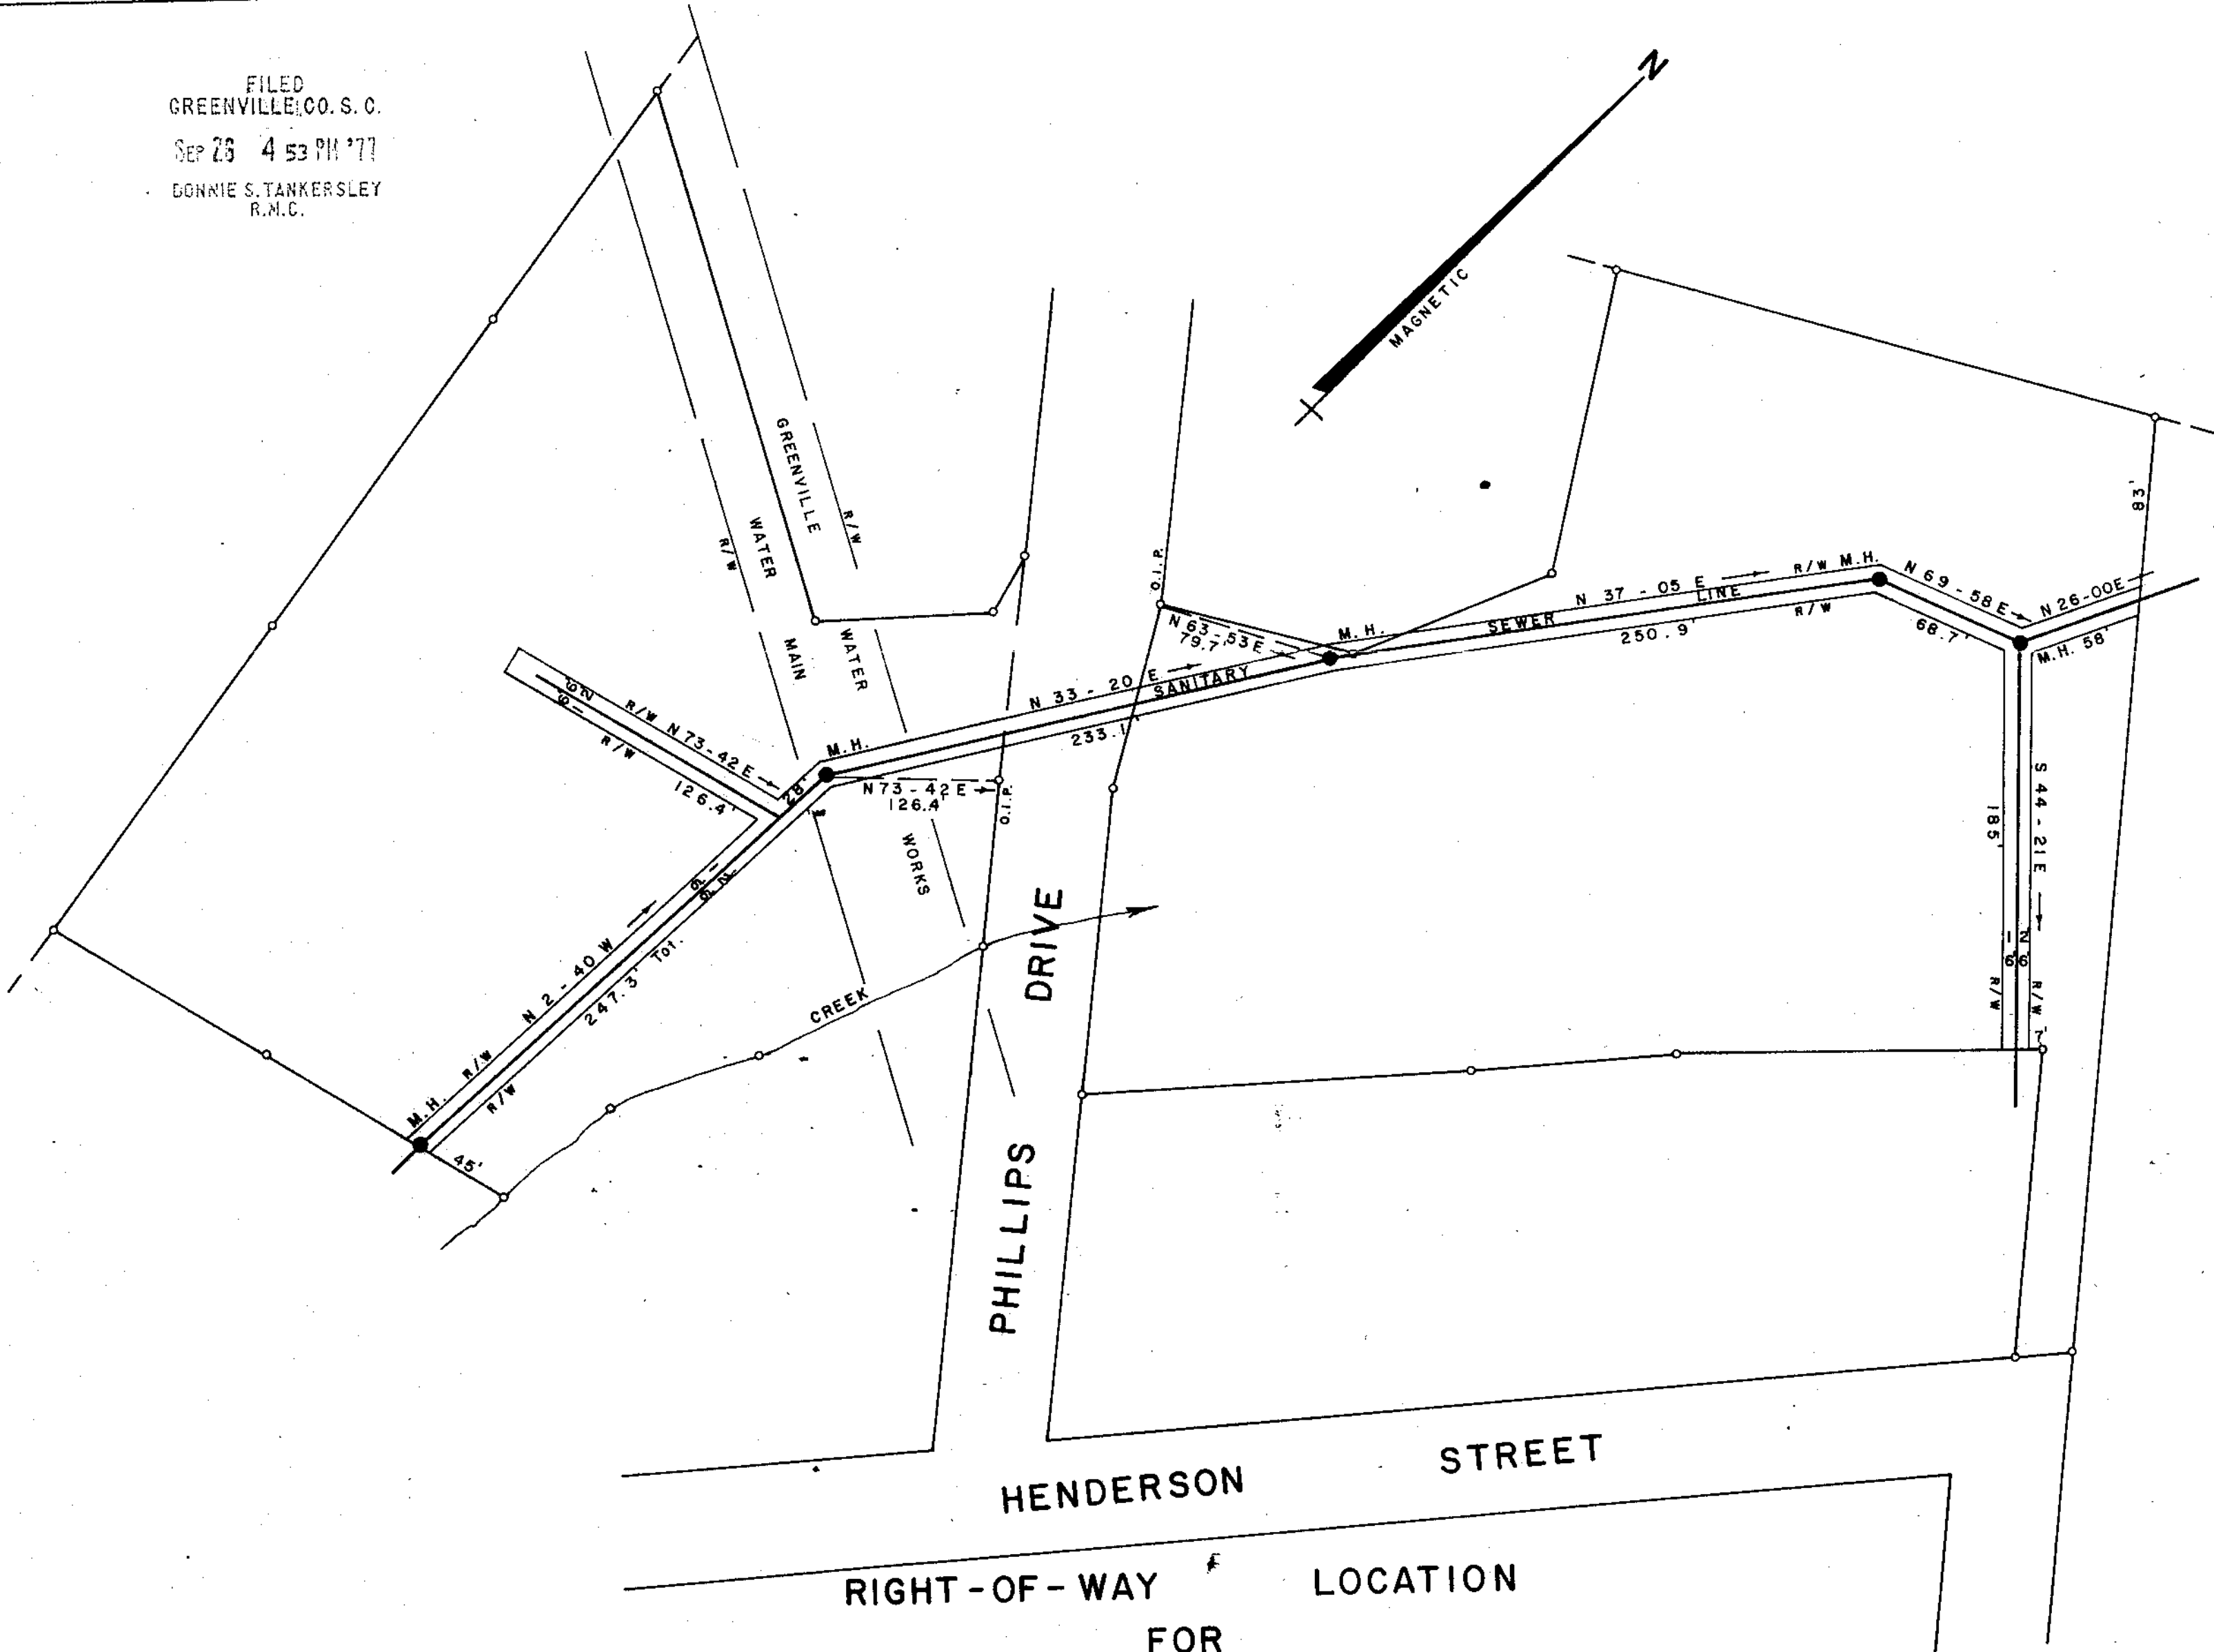 FILED
GREENVILLE CO. S. C.
SEP 26 4 53 PM '77
DONNIE S. TANKERSLEY
R.M.C.
N
MAGNETIC
GREENVILLE
R/W
WATER
R/W
MAIN
WATER
WORKS
O.I.P.
N 63-53 E
79.7'
M.H.
SEWER
N 37 - 05 E
LINE
250.9'
R/W
R/W
M.H.
N 69-58 E
68.7'
N 26-00E
M.H. 58'
83'
N 33 - 20 E
SANITARY
233.1'
R/W
N 73-42 E
R/W
126.4'
28'
M.H.
N 73-42 E
126.4'
O.I.P.
N 2 - 40 W
247.3' Tot.
R/W
R/W
M.H.
45'
CREEK
S 44 - 21 E
185'
R/W
R/W
7'
PHILLIPS DRIVE
HENDERSON STREET
RIGHT-OF-WAY LOCATION
FOR